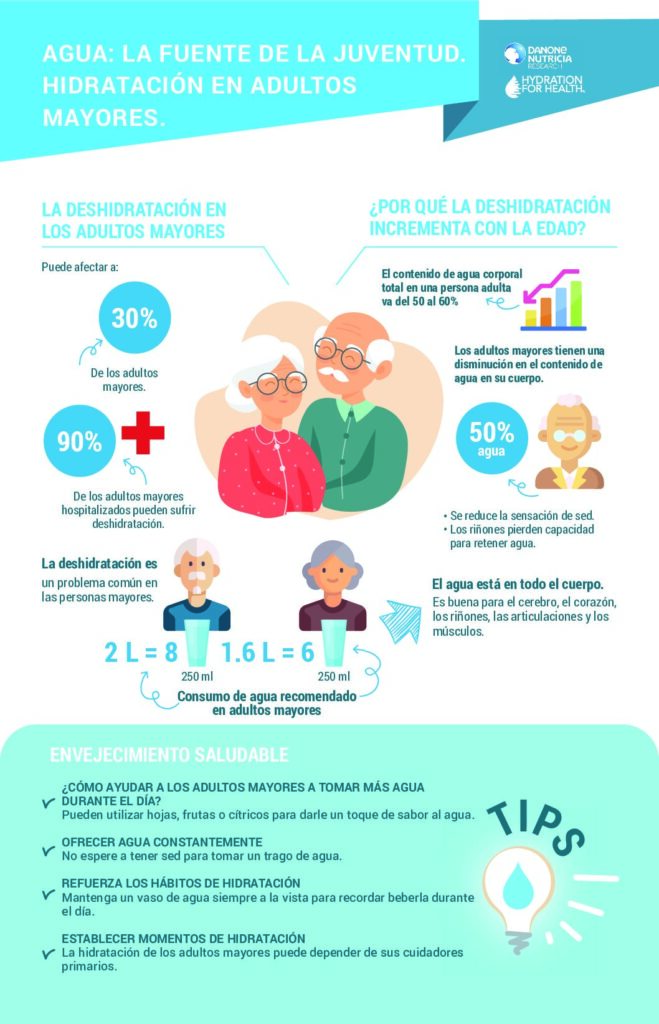 AGUA: LA FUENTE DE LA JUVENTUD.
HIDRATACIÓN EN ADULTOS
MAYORES.
DANONE
NUTRICIA
RESEARCH
HYDRATION
FOR HEALTH
LA DESHIDRATACIÓN EN
LOS ADULTOS MAYORES
Puede afectar a:
30%
De los adultos
mayores.
90%
De los adultos mayores
hospitalizados pueden sufrir
deshidratación.
La deshidratación es
un problema común en
las personas mayores.
¿POR QUÉ LA DESHIDRATACIÓN
INCREMENTA CON LA EDAD?
El contenido de agua corporal
total en una persona adulta
va del 50 al 60%
Los adultos mayores tienen una
disminución en el contenido de
agua en su cuerpo.
50%
agua
• Se reduce la sensación de sed.
• Los riñones pierden capacidad
para retener agua.
El agua está en todo el cuerpo.
Es buena para el cerebro, el corazón,
los riñones, las articulaciones y los
músculos.
2 L = 8
250 ml
1.6 L = 6
250 ml
Consumo de agua recomendado
en adultos mayores
ENVEJECIMIENTO SALUDABLE
¿CÓMO AYUDAR A LOS ADULTOS MAYORES A TOMAR MÁS AGUA
DURANTE EL DÍA?
Pueden utilizar hojas, frutas o cítricos para darle un toque de sabor al agua.
OFRECER AGUA CONSTANTEMENTE
No espere a tener sed para tomar un trago de agua.
REFUERZA LOS HÁBITOS DE HIDRATACIÓN
Mantenga un vaso de agua siempre a la vista para recordar beberla durante
el día.
ESTABLECER MOMENTOS DE HIDRATACIÓN
La hidratación de los adultos mayores puede depender de sus cuidadores
primarios.
TIPS